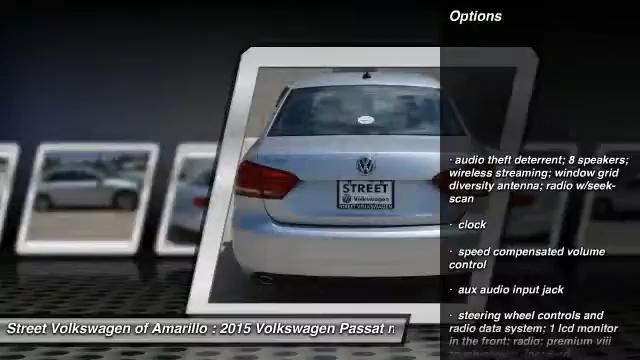 Options
· audio theft deterrent; 8 speakers;
wireless streaming; window grid
diversity antenna; radio w/seek-
scan
· clock
· speed compensated volume
control
· aux audio input jack
· steering wheel controls and
radio data system; 1 lcd monitor
in the front; radio: premium viii
STREET
Volkswagen
Street Volkswagen of Amarillo : 2015 Volkswagen Passat